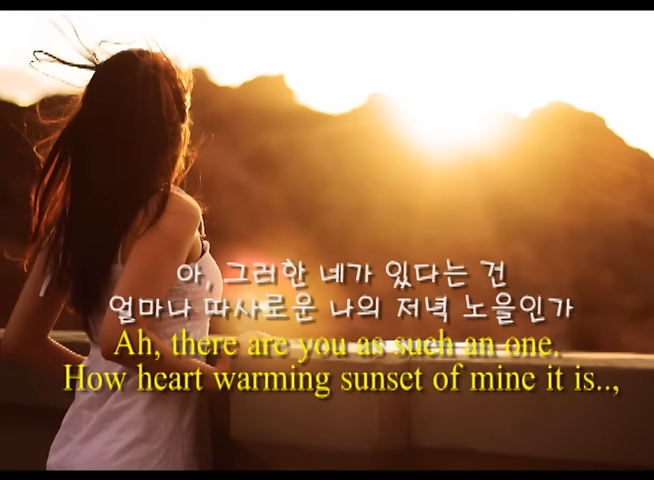 아, 그러한 네가 있다는 건
얼마나 따사로운 나의 저녁 노을인가
Ah, there are you as such an one.
How heart warming sunset of mine it is..,